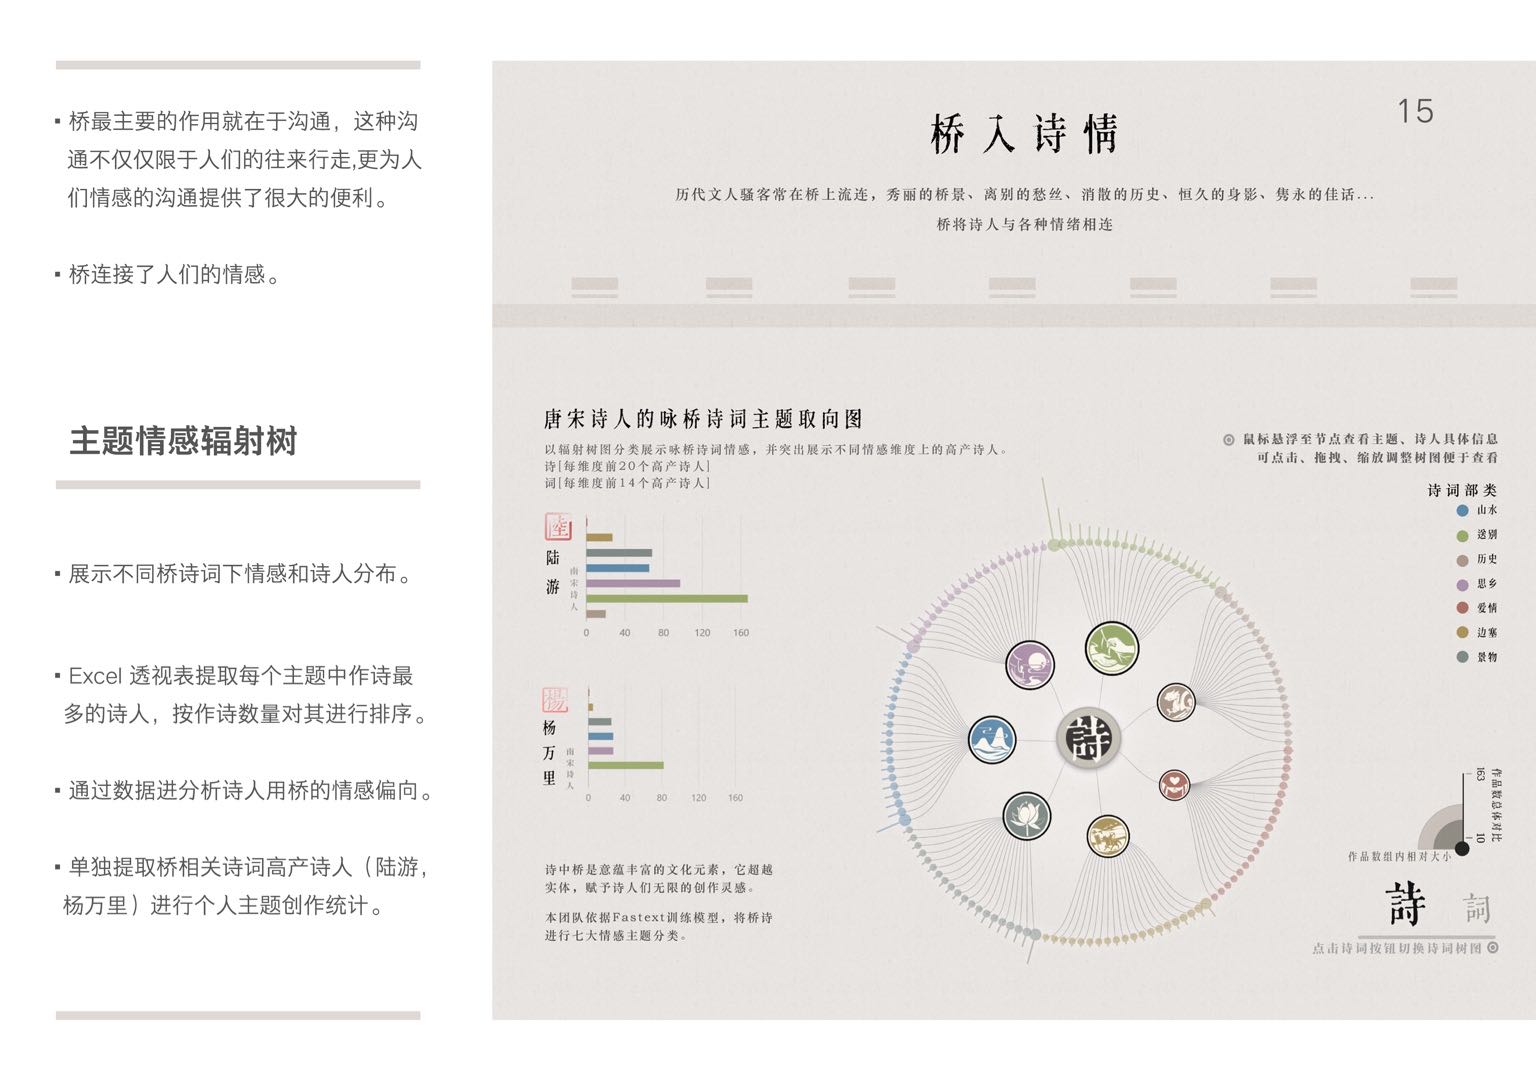 ▪ 桥最主要的作用就在于沟通，这种沟
通不仅仅限于人们的往来行走,更为人
们情感的沟通提供了很大的便利。
▪ 桥连接了人们的情感。
主题情感辐射树
▪ 展示不同桥诗词下情感和诗人分布。
▪ Excel 透视表提取每个主题中作诗最
多的诗人，按作诗数量对其进行排序。
▪ 通过数据进分析诗人用桥的情感偏向。
▪ 单独提取桥相关诗词高产诗人（陆游，
杨万里）进行个人主题创作统计。
15
桥入诗情
历代文人骚客常在桥上流连，秀丽的桥景、离别的愁丝、消散的历史、恒久的身影、隽永的佳话...
桥将诗人与各种情绪相连
唐宋诗人的咏桥诗词主题取向图
以辐射树图分类展示咏桥诗词情感，并突出展示不同情感维度上的高产诗人。
诗[每维度前20个高产诗人]
词[每维度前14个高产诗人]
陸
陆游
南宋诗人
0 40 80 120 160
楊
杨万里
南宋诗人
0 40 80 120 160
诗中桥是意蕴丰富的文化元素，它超越
实体，赋予诗人们无限的创作灵感。
本团队依据Fastext训练模型，将桥诗
进行七大情感主题分类。
詩
鼠标悬浮至节点查看主题、诗人具体信息
可点击、拖拽、缩放调整树图便于查看
诗词部类
山水
送别
历史
思乡
爱情
边塞
景物
作品数总体对比
163
10
作品数组内相对大小
詩 詞
点击诗词按钮切换诗词树图